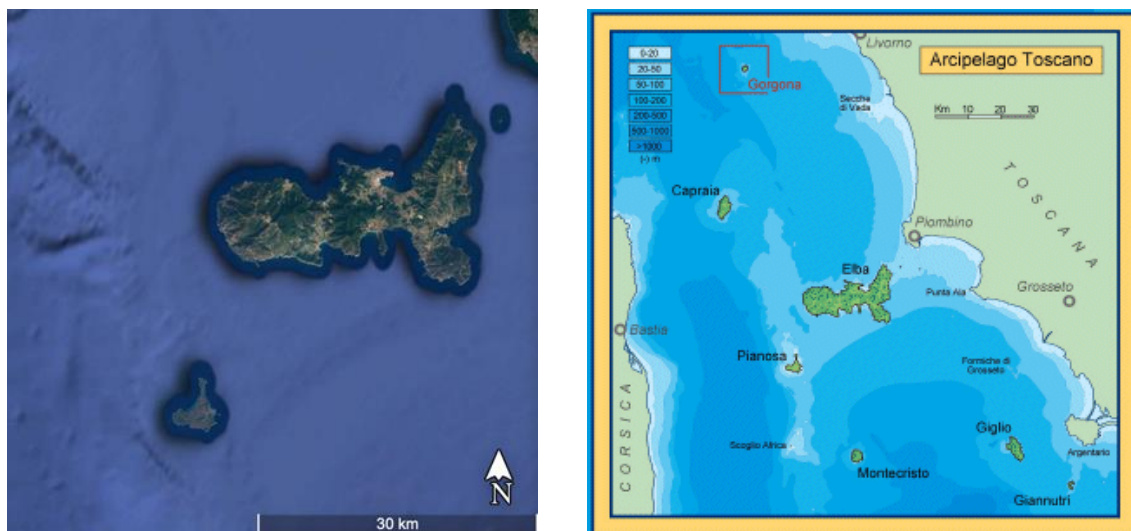 N
30 km
Arcipelago Toscano
0-20
20-50
50-100
100-200
200-500
500-1000
>1000
(-) m
Livorno
Gorgona
Secche
di Vada
Km 10 20 30
TOSCANA
Capraia
Piombino
Elba
Punta Ala
Grosseto
Bastia
Pianosa
Formiche di
Grosseto
CORSICA
Scoglio Africa
Montecristo
Giglio
Argentario
Giannutri